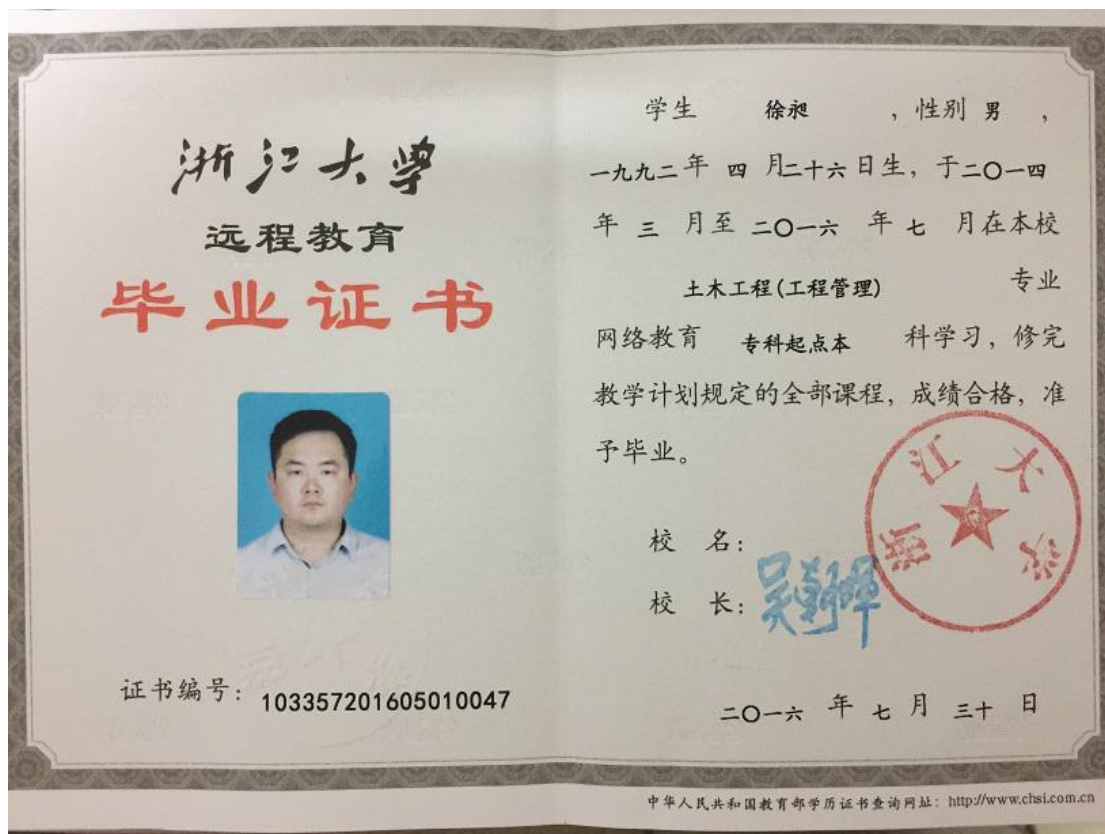 浙江大学
远程教育
毕业证书
证书编号：103357201605010047
学生 徐昶 ，性别 男 ，
一九九二年 四 月二十六日生，于二〇一四
年 三 月至 二〇一六 年 七 月在本校
土木工程(工程管理) 专业
网络教育 专科起点本 科学习，修完
教学计划规定的全部课程，成绩合格，准
予毕业。
浙江大学
校 名：
校 长：吴朝晖
二〇一六 年 七 月 三十 日
中华人民共和国教育部学历证书查询网址：http://www.chsi.com.cn